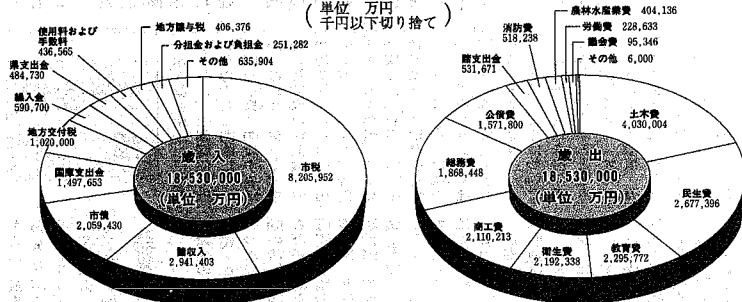 単位 万円
千円以下切り捨て
使用料および
手数料
436,565
地方譲与税 406,376
分担金および負担金 251,282
その他 635,904
県支出金
484,730
繰入金
590,700
地方交付税
1,020,000
国庫支出金
1,497,653
市債
2,059,430
諸収入
2,941,403
市税
8,205,952
歳入
18,530,000
(単位 万円)
農林水産業費 404,136
労働費 228,633
議会費 95,346
その他 6,000
消防費
518,238
諸支出金
531,671
公債費
1,571,800
総務費
1,868,448
商工費
2,110,213
衛生費
2,192,338
教育費
2,295,772
民生費
2,677,396
土木費
4,030,004
歳出
18,530,000
(単位 万円)